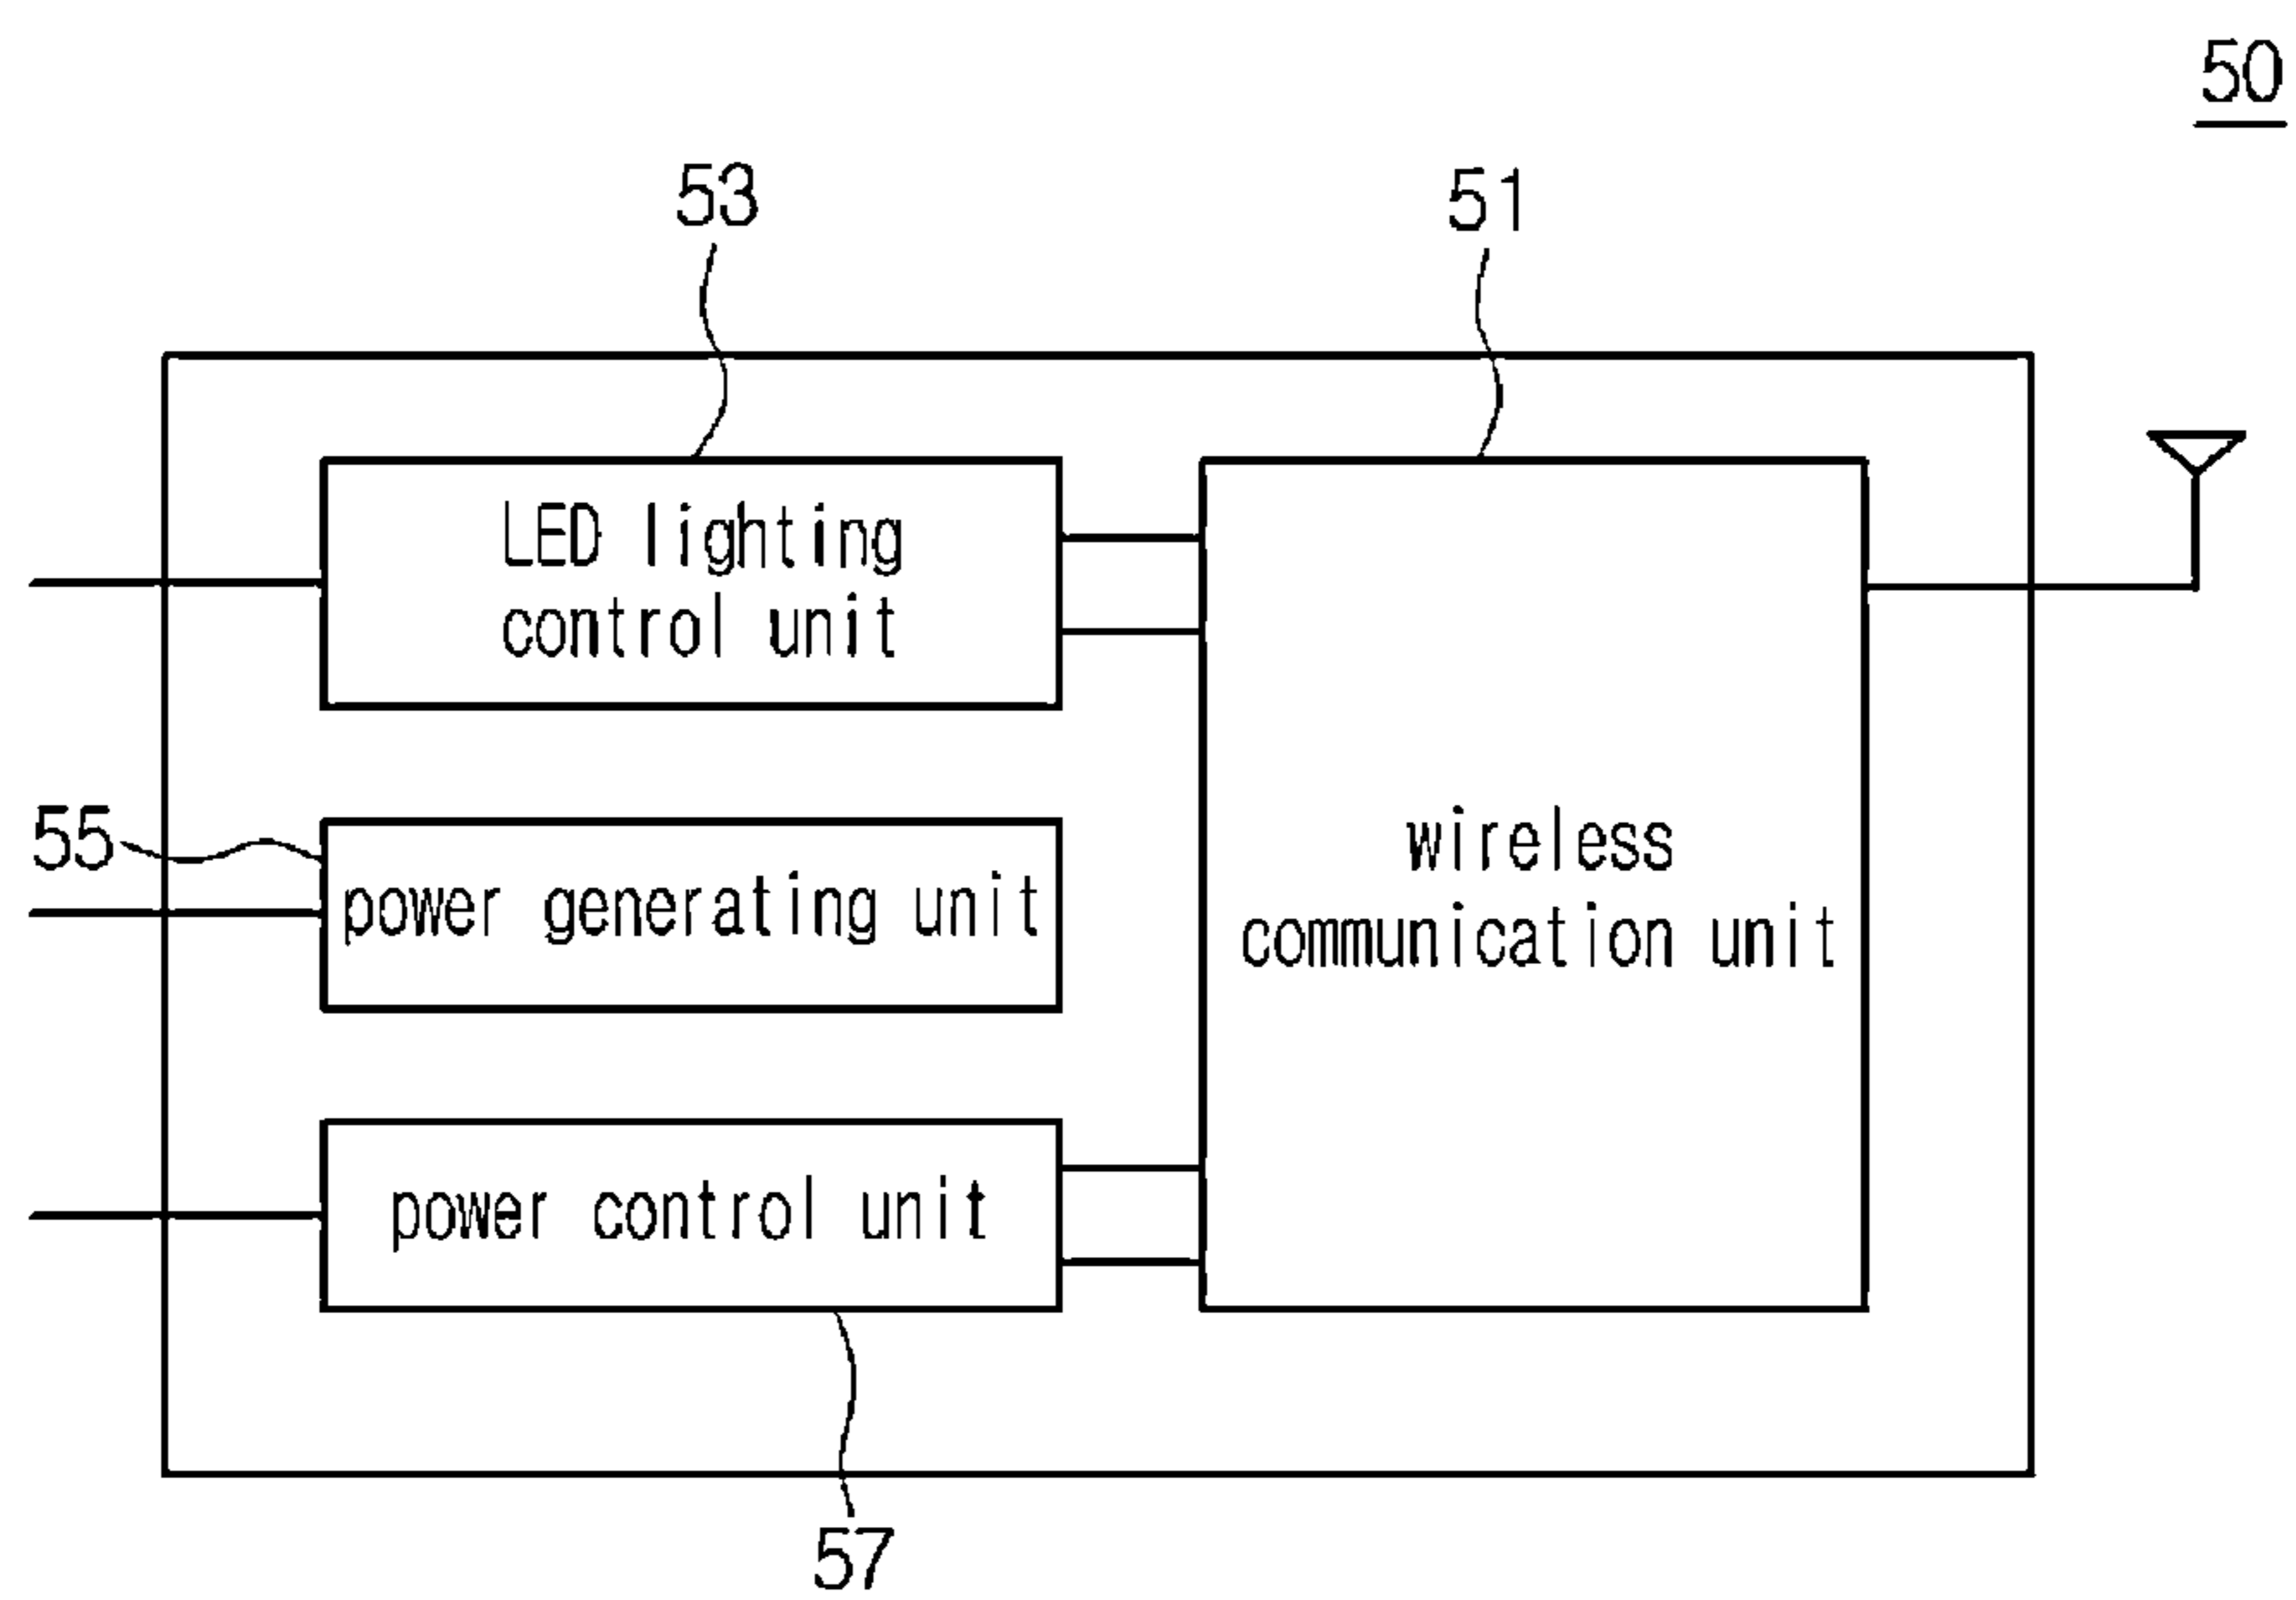 50
53
51
LED lighting
control unit
55
power generating unit
wireless
communication unit
power control unit
57